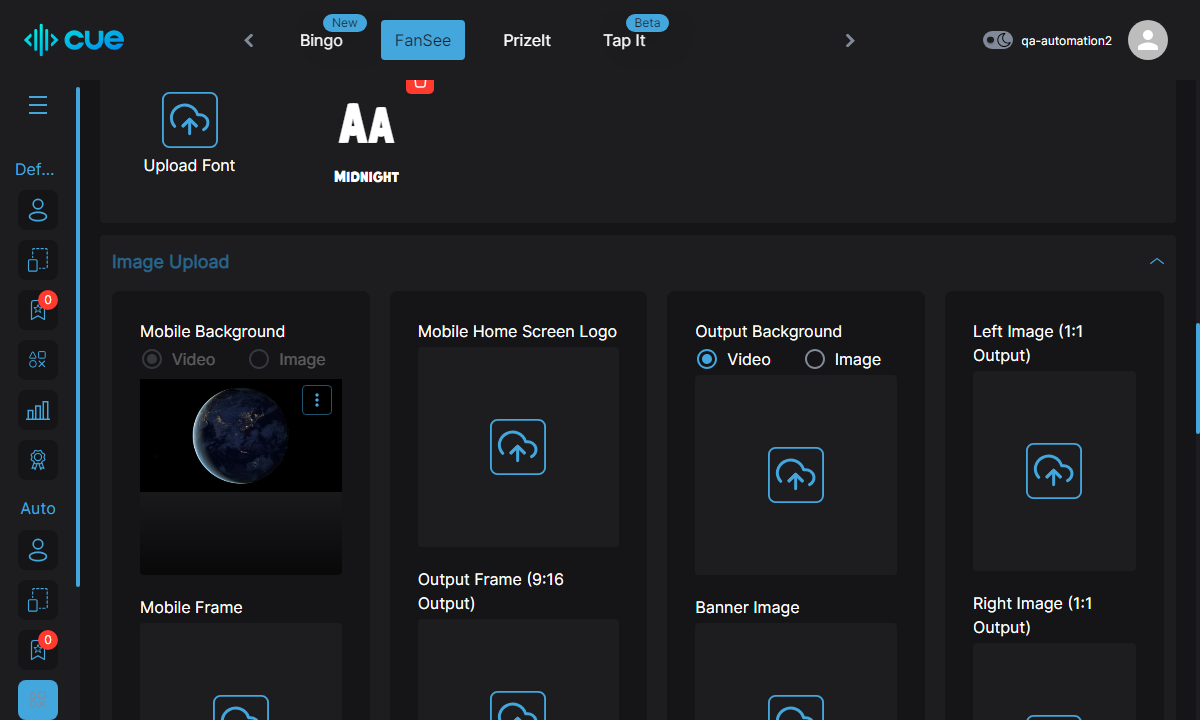 cue
Bingo
New
FanSee
PrizeIt
Tap It
Beta
qa-automation2
Def...
0
Auto
0
Upload Font
AA
MIDNIGHT
Image Upload
Mobile Background
Video
Image
Mobile Frame
Mobile Home Screen Logo
Output Frame (9:16
Output)
Output Background
Video
Image
Banner Image
Left Image (1:1
Output)
Right Image (1:1
Output)